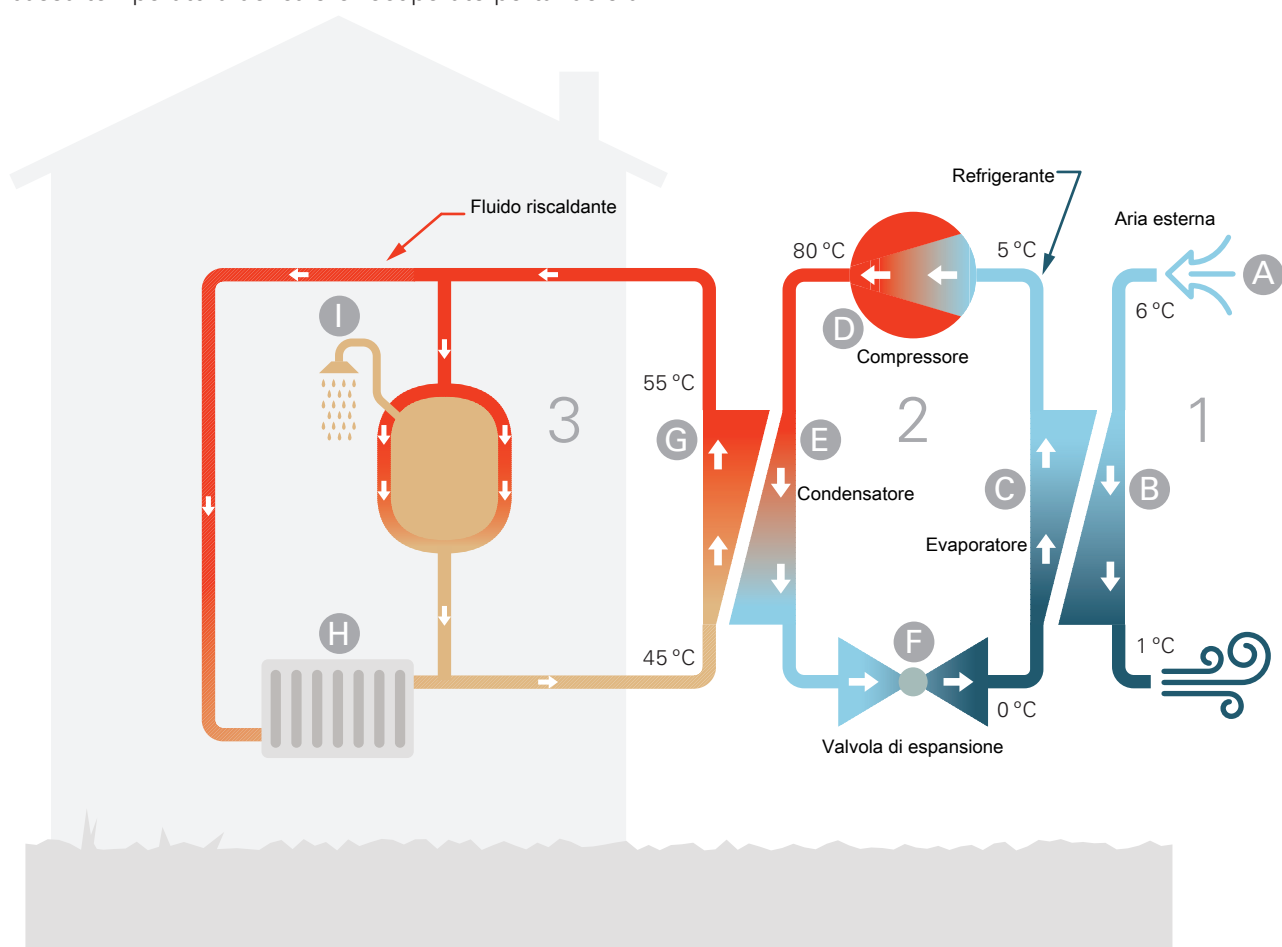 Refrigerante
Fluido riscaldante
Aria esterna
80 °C
5 °C
A
6 °C
I
D
Compressore
55 °C
3
2
1
G
E
Condensatore
C
B
Evaporatore
H
F
45 °C
1 °C
0 °C
Valvola di espansione